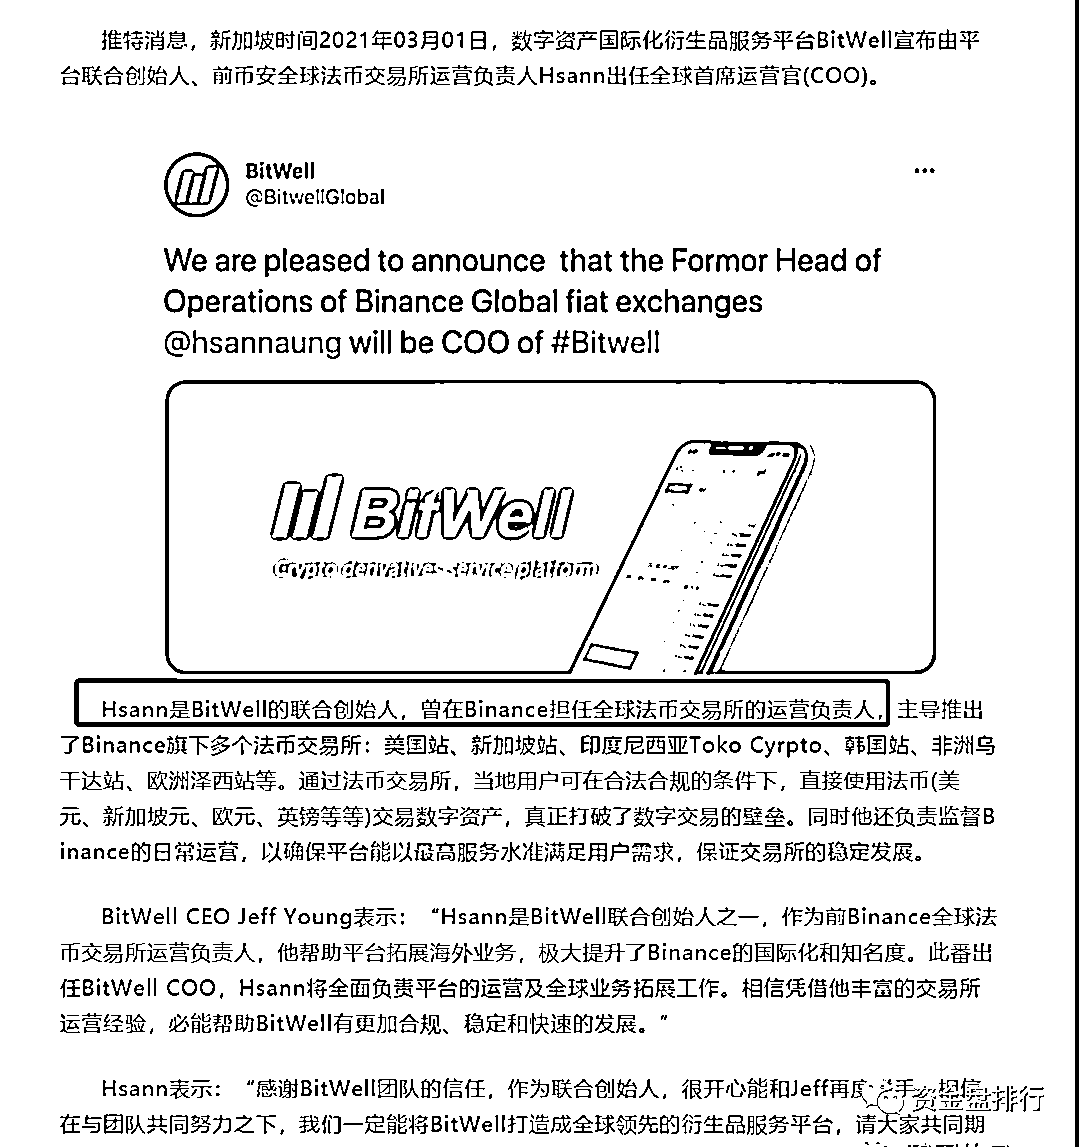 推特消息，新加坡时间2021年03月01日，数字资产国际化衍生品服务平台BitWell宣布由平
台联合创始人、前币安全球法币交易所运营负责人Hsann出任全球首席运营官(COO)。
BitWell
@BitwellGlobal
We are pleased to announce that the Formor Head of
Operations of Binance Global fiat exchanges
@hsannaung will be COO of #Bitwell
BitWell
Crypto derivatives service platform
Hsann是BitWell的联合创始人，曾在Binance担任全球法币交易所的运营负责人，主导推出
了Binance旗下多个法币交易所：美国站、新加坡站、印度尼西亚Toko Cyrpto、韩国站、非洲乌
干达站、欧洲泽西站等。通过法币交易所，当地用户可在合法合规的条件下，直接使用法币(美
元、新加坡元、欧元、英镑等等)交易数字资产，真正打破了数字交易的壁垒。同时他还负责监督B
inance的日常运营，以确保平台能以最高服务水准满足用户需求，保证交易所的稳定发展。
BitWell CEO Jeff Young表示：“Hsann是BitWell联合创始人之一，作为前Binance全球法
币交易所运营负责人，他帮助平台拓展海外业务，极大提升了Binance的国际化和知名度。此番出
任BitWell COO，Hsann将全面负责平台的运营及全球业务拓展工作。相信凭借他丰富的交易所
运营经验，必能帮助BitWell有更加合规、稳定和快速的发展。”
Hsann表示：“感谢BitWell团队的信任，作为联合创始人，很开心能和Jeff再度 手，相信
在与团队共同努力之下，我们一定能将BitWell打造成全球领先的衍生品服务平台，请大家共同期
资金盘排行